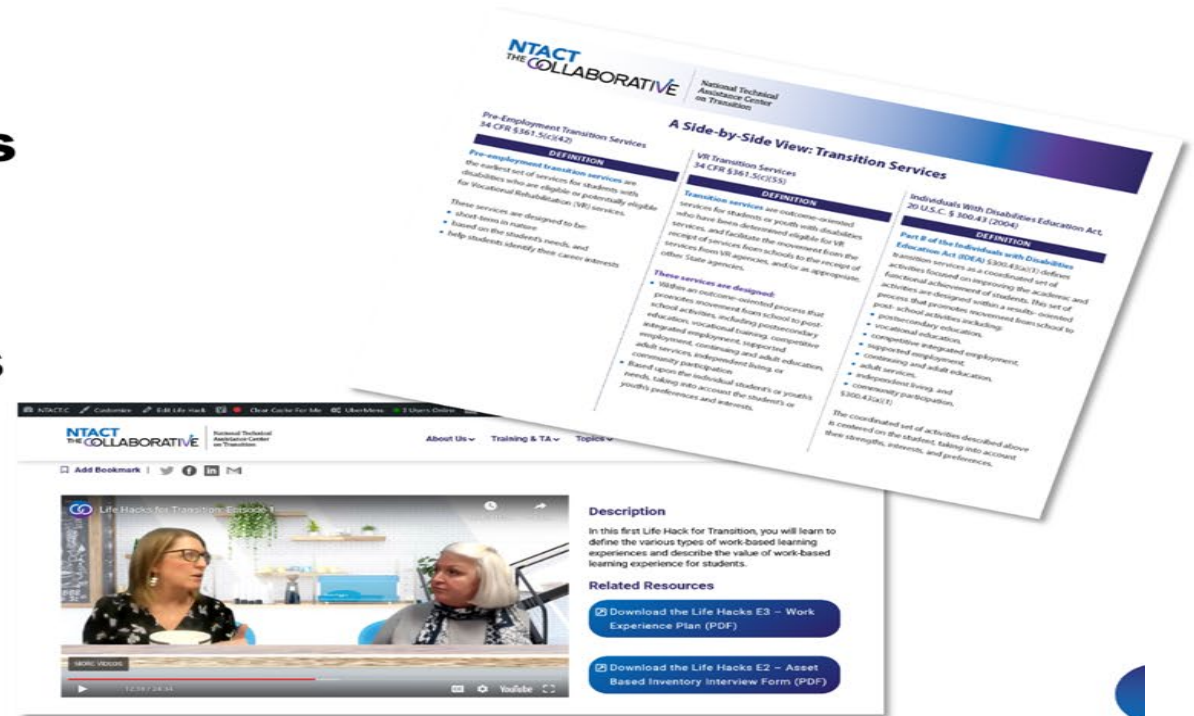 s
s
NTACT
THE COLLABORATIVE
National Technical
Assistance Center
on Transition
A Side-by-Side View: Transition Services
Pre-Employment Transition Services
34 CFR §361.5(c)(42)
DEFINITION
Pre-employment transition services are
the earliest set of services for students with
disabilities who are eligible or potentially eligible
for Vocational Rehabilitation (VR) services.
These services are designed to be:
• short-term in nature
• based on the student's needs, and
• help students identify their career interests
VR Transition Services
34 CFR §361.5(c)(55)
DEFINITION
Transition services are outcome-oriented
services for students or youth with disabilities
who have been determined eligible for VR
services, and facilitate the movement from the
receipt of services from schools to the receipt of
services from VR agencies, and/or as appropriate,
other State agencies.
These services are designed:
• Within an outcome-oriented process that
promotes movement from school to post-
school activities, including postsecondary
education, vocational training, competitive
integrated employment, supported
employment, continuing and adult education,
adult services, independent living, or
community participation
• Based upon the individual student's or youth's
needs, taking into account the student's or
youth's preferences and interests.
Individuals With Disabilities Education Act,
20 U.S.C. § 300.43 (2004)
DEFINITION
Part B of the Individuals with Disabilities
Education Act (IDEA) §300.43(a)(1) defines
transition services as a coordinated set of
activities focused on improving the academic and
functional achievement of students. This set of
activities are designed within a results- oriented
process that promotes movement from school to
post- school activities including:
• postsecondary education,
• vocational education,
• competitive integrated employment,
• supported employment,
• continuing and adult education,
• adult services,
• independent living, and
• community participation.
§300.43(a)(1)
The coordinated set of activities described above
is centered on the student, taking into account
their strengths, interests, and preferences.
NTACT:C Customize Edit Life Hack Clear Cache For Me UberMenu Users Online
NTACT
THE COLLABORATIVE
National Technical
Assistance Center
on Transition
About Us Training & TA Topics
Add Bookmark |
Life Hacks for Transition: Episode 1
MORE VIDEOS
/ 24:34
YouTube
Description
In this first Life Hack for Transition, you will learn to
define the various types of work-based learning
experiences and describe the value of work-based
learning experience for students.
Related Resources
Download the Life Hacks E3 – Work
Experience Plan (PDF)
Download the Life Hacks E2 – Asset
Based Inventory Interview Form (PDF)